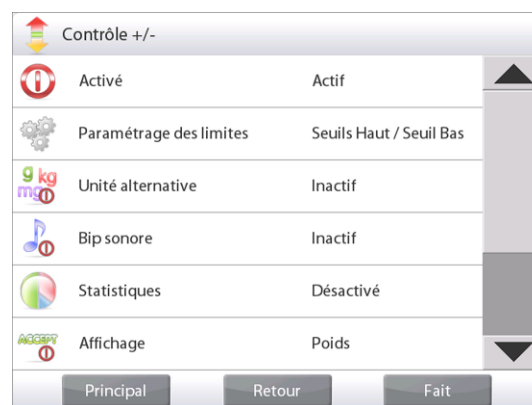 Contrôle +/-
Activé Actif
Paramétrage des limites Seuils Haut / Seuil Bas
g kg mg Unité alternative Inactif
Bip sonore Inactif
Statistiques Désactivé
ACCEPT Affichage Poids
Principal Retour Fait